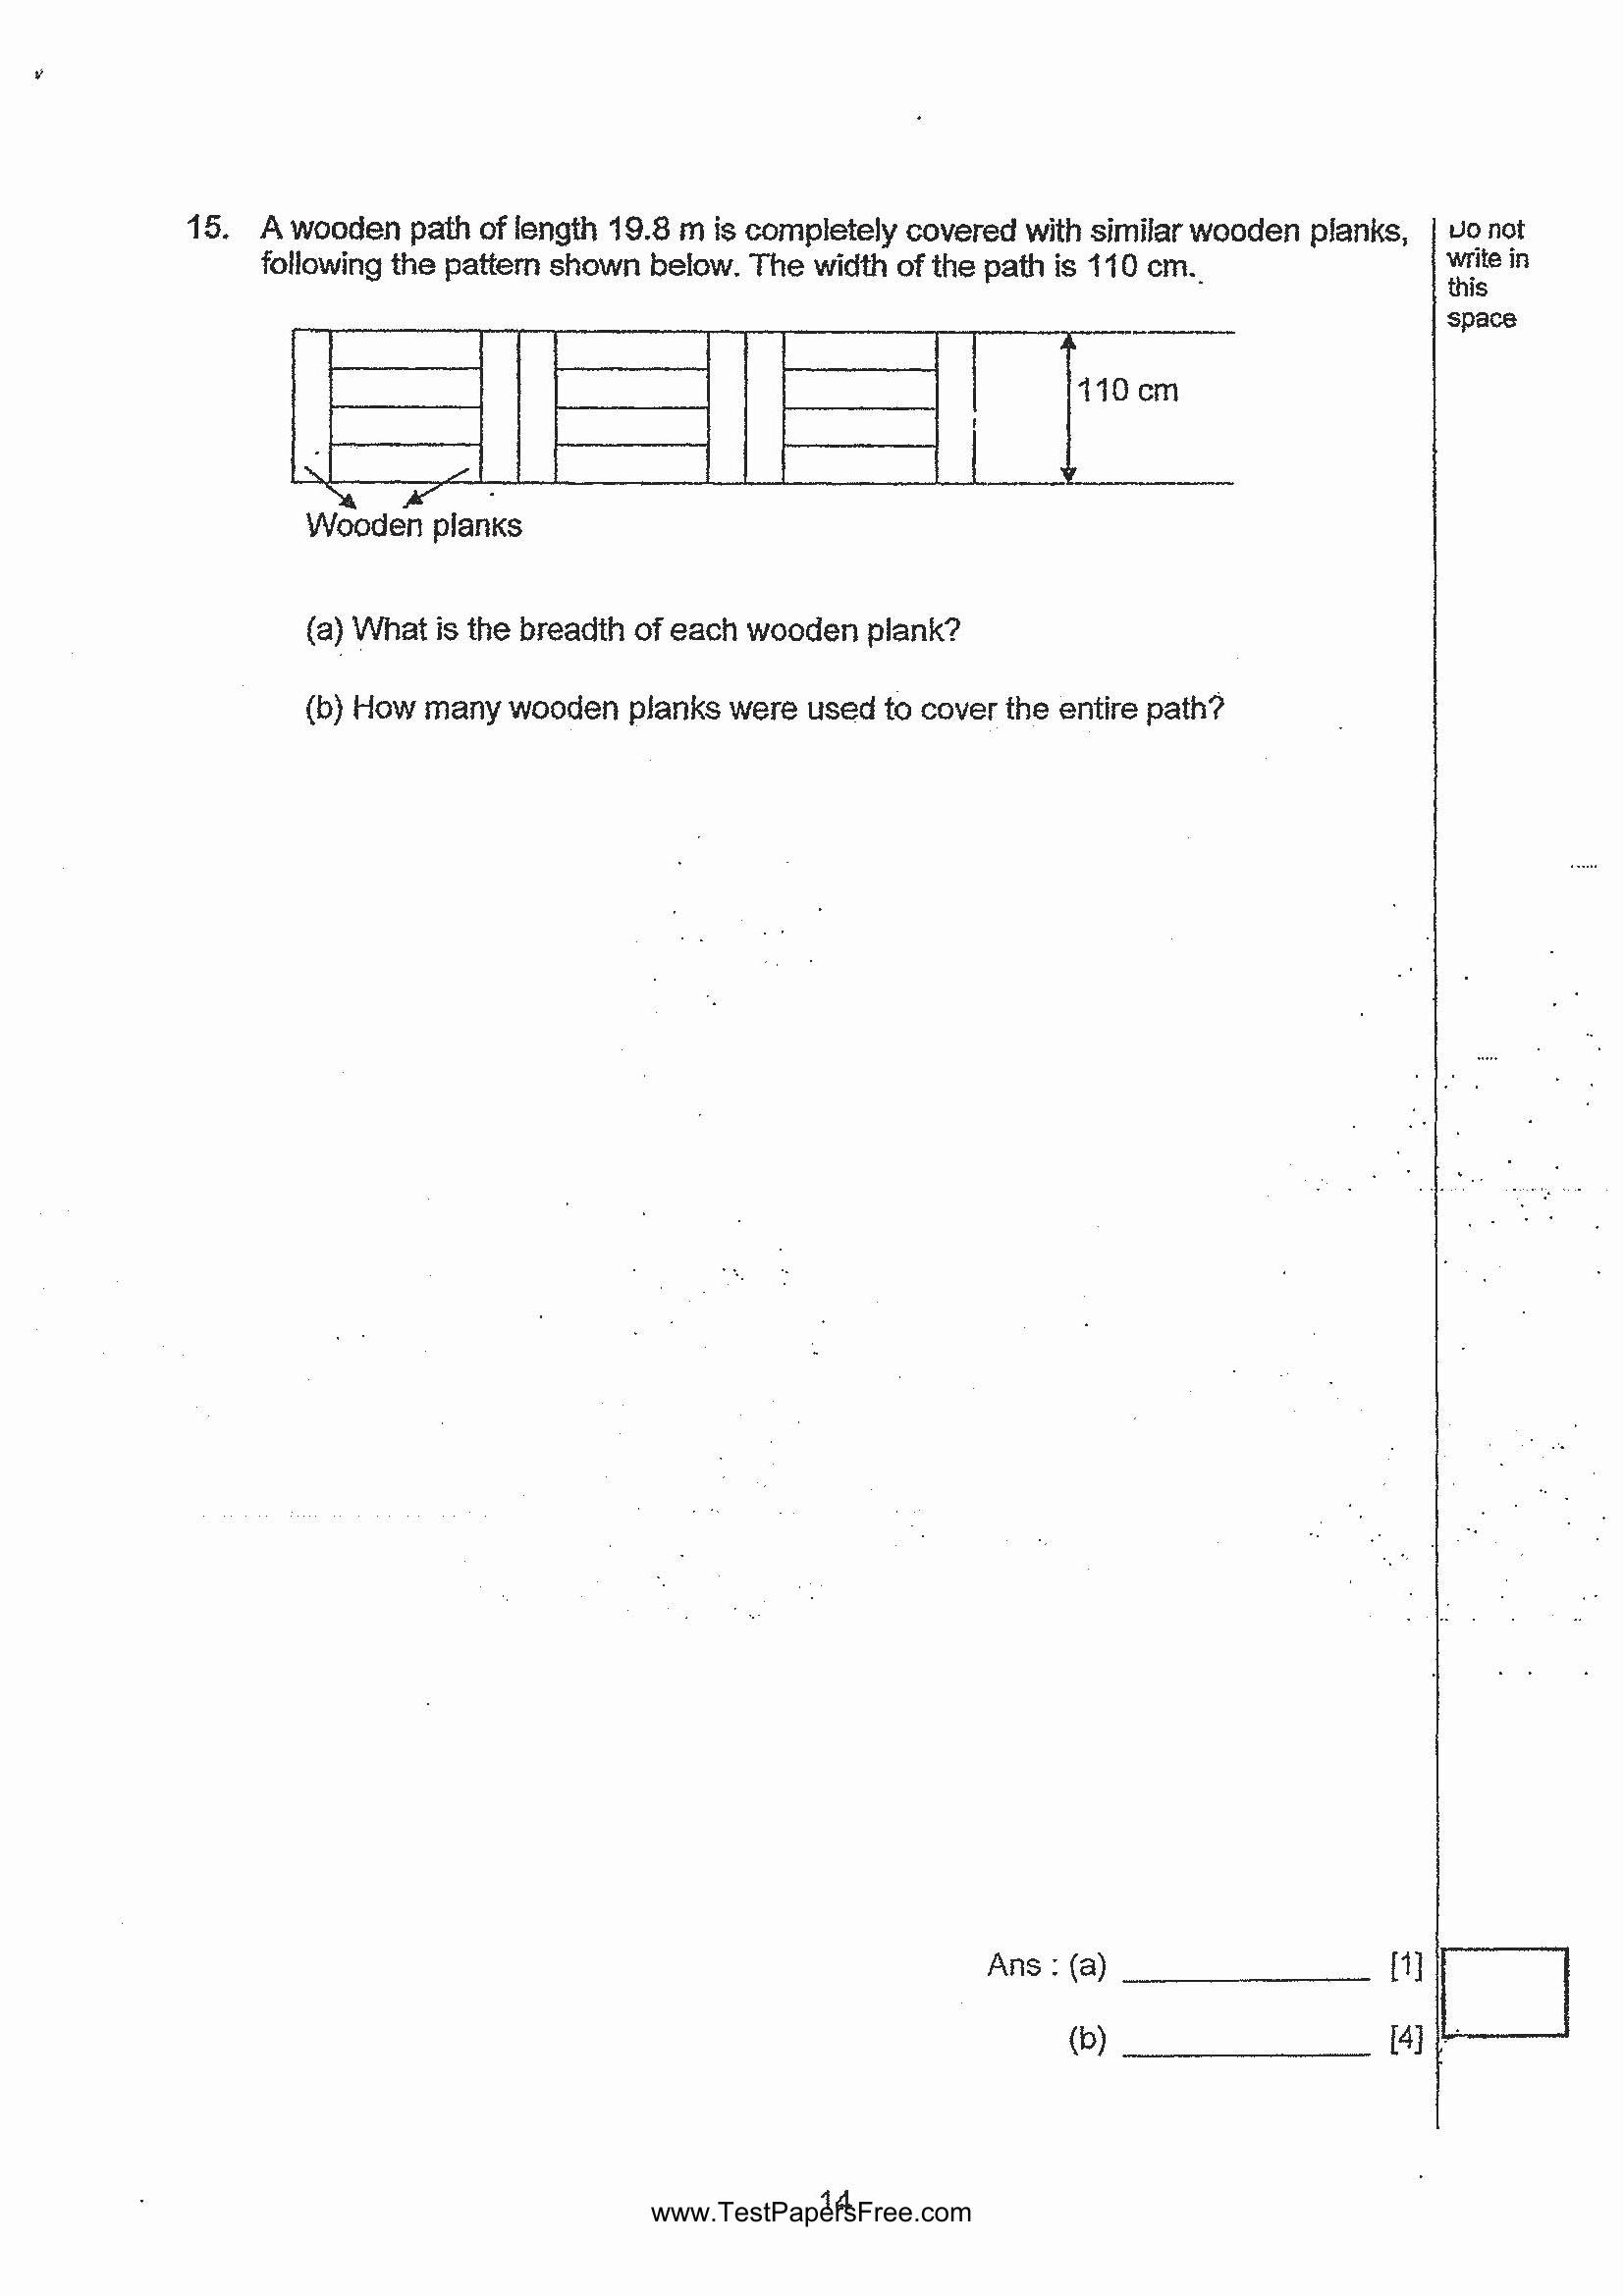 15. A wooden path of length 19.8 m is completely covered with similar wooden planks,
following the pattern shown below. The width of the path is 110 cm.
Do not
write in
this
space
110 cm
Wooden planks
(a) What is the breadth of each wooden plank?
(b) How many wooden planks were used to cover the entire path?
Ans : (a) ______________ [1]
(b) ______________ [4]
14
www.TestPapersFree.com